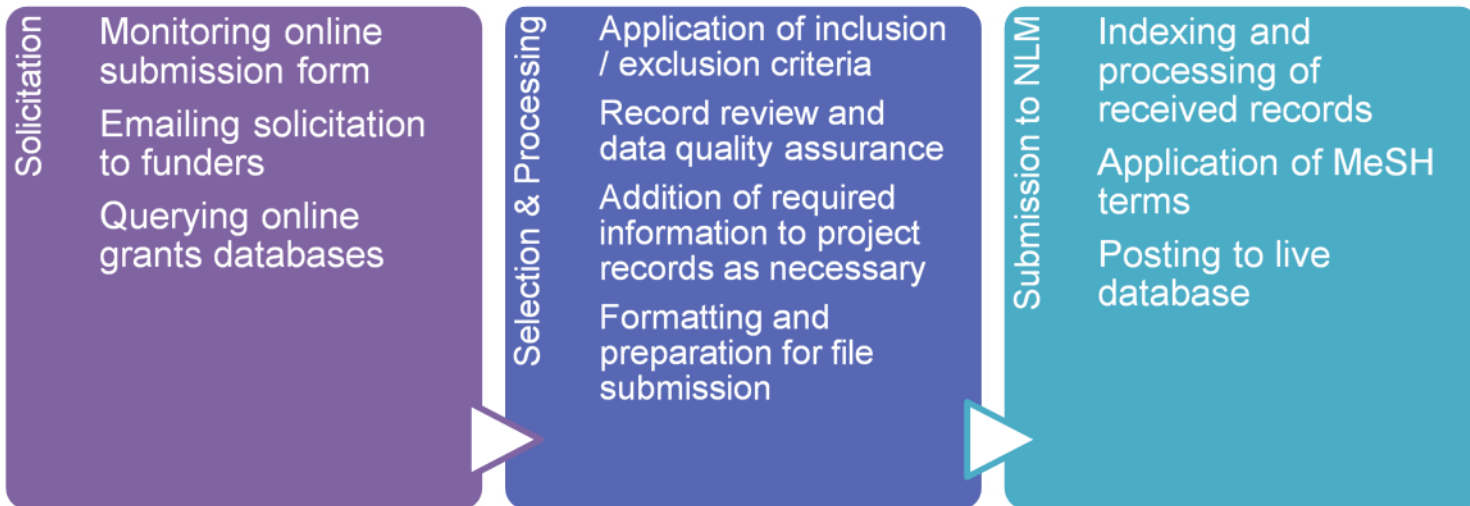 Solicitation
Monitoring online
submission form
Emailing solicitation
to funders
Querying online
grants databases
Selection & Processing
Application of inclusion
/ exclusion criteria
Record review and
data quality assurance
Addition of required
information to project
records as necessary
Formatting and
preparation for file
submission
Submission to NLM
Indexing and
processing of
received records
Application of MeSH
terms
Posting to live
database